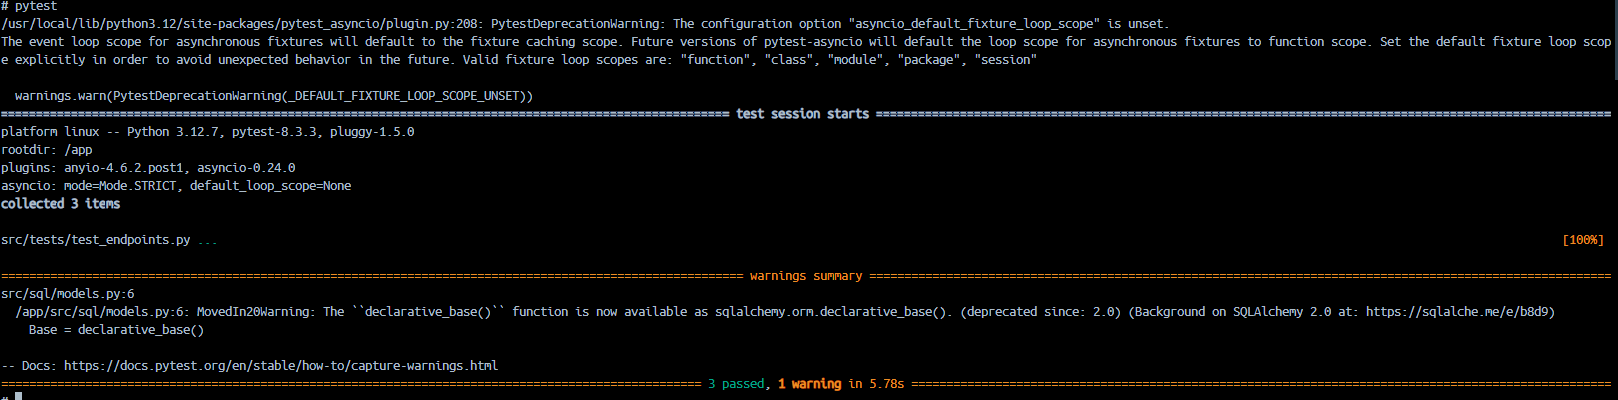 # pytest
/usr/local/lib/python3.12/site-packages/pytest_asyncio/plugin.py:208: PytestDeprecationWarning: The configuration option "asyncio_default_fixture_loop_scope" is unset.
The event loop scope for asynchronous fixtures will default to the fixture caching scope. Future versions of pytest-asyncio will default the loop scope for asynchronous fixtures to function scope. Set the default fixture loop scop
e explicitly in order to avoid unexpected behavior in the future. Valid fixture loop scopes are: "function", "class", "module", "package", "session"
warnings.warn(PytestDeprecationWarning(_DEFAULT_FIXTURE_LOOP_SCOPE_UNSET))
======================================================================================================== test session starts =========================================================================================================
platform linux -- Python 3.12.7, pytest-8.3.3, pluggy-1.5.0
rootdir: /app
plugins: anyio-4.6.2.post1, asyncio-0.24.0
asyncio: mode=Mode.STRICT, default_loop_scope=None
collected 3 items
src/tests/test_endpoints.py ... [100%]
========================================================================================================== warnings summary ==========================================================================================================
src/sql/models.py:6
/app/src/sql/models.py:6: MovedIn20Warning: The ``declarative_base()`` function is now available as sqlalchemy.orm.declarative_base(). (deprecated since: 2.0) (Background on SQLAlchemy 2.0 at: https://sqlalche.me/e/b8d9)
Base = declarative_base()
-- Docs: https://docs.pytest.org/en/stable/how-to/capture-warnings.html
==================================================================================================== 3 passed, 1 warning in 5.78s ====================================================================================================
#